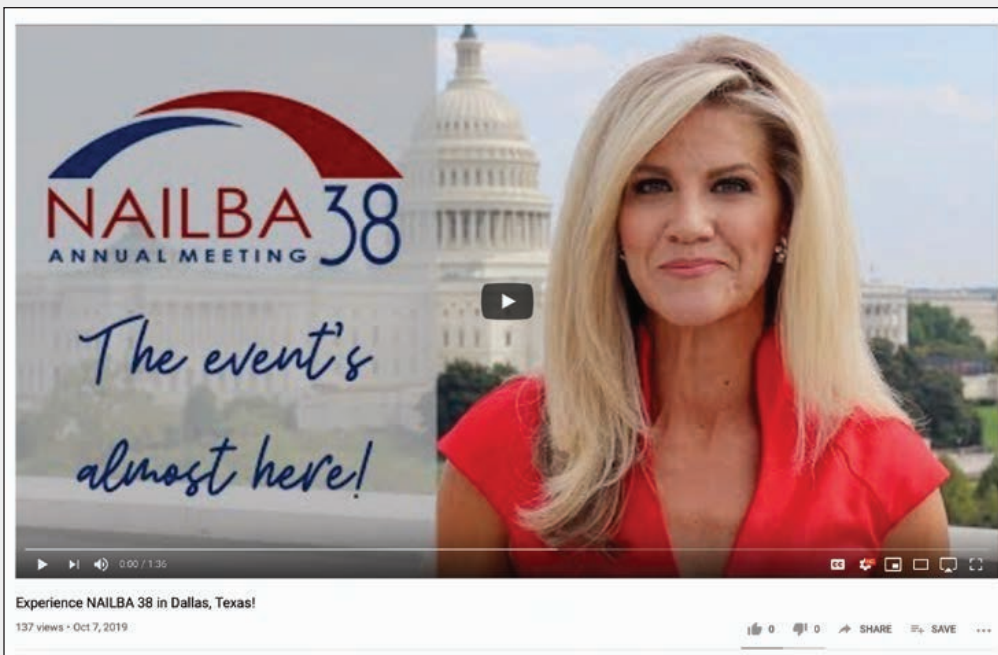 NAILBA 38
ANNUAL MEETING
The event's
almost here!
0:00 / 1:36
CC
Experience NAILBA 38 in Dallas, Texas!
137 views • Oct 7, 2019
0
0
SHARE
SAVE